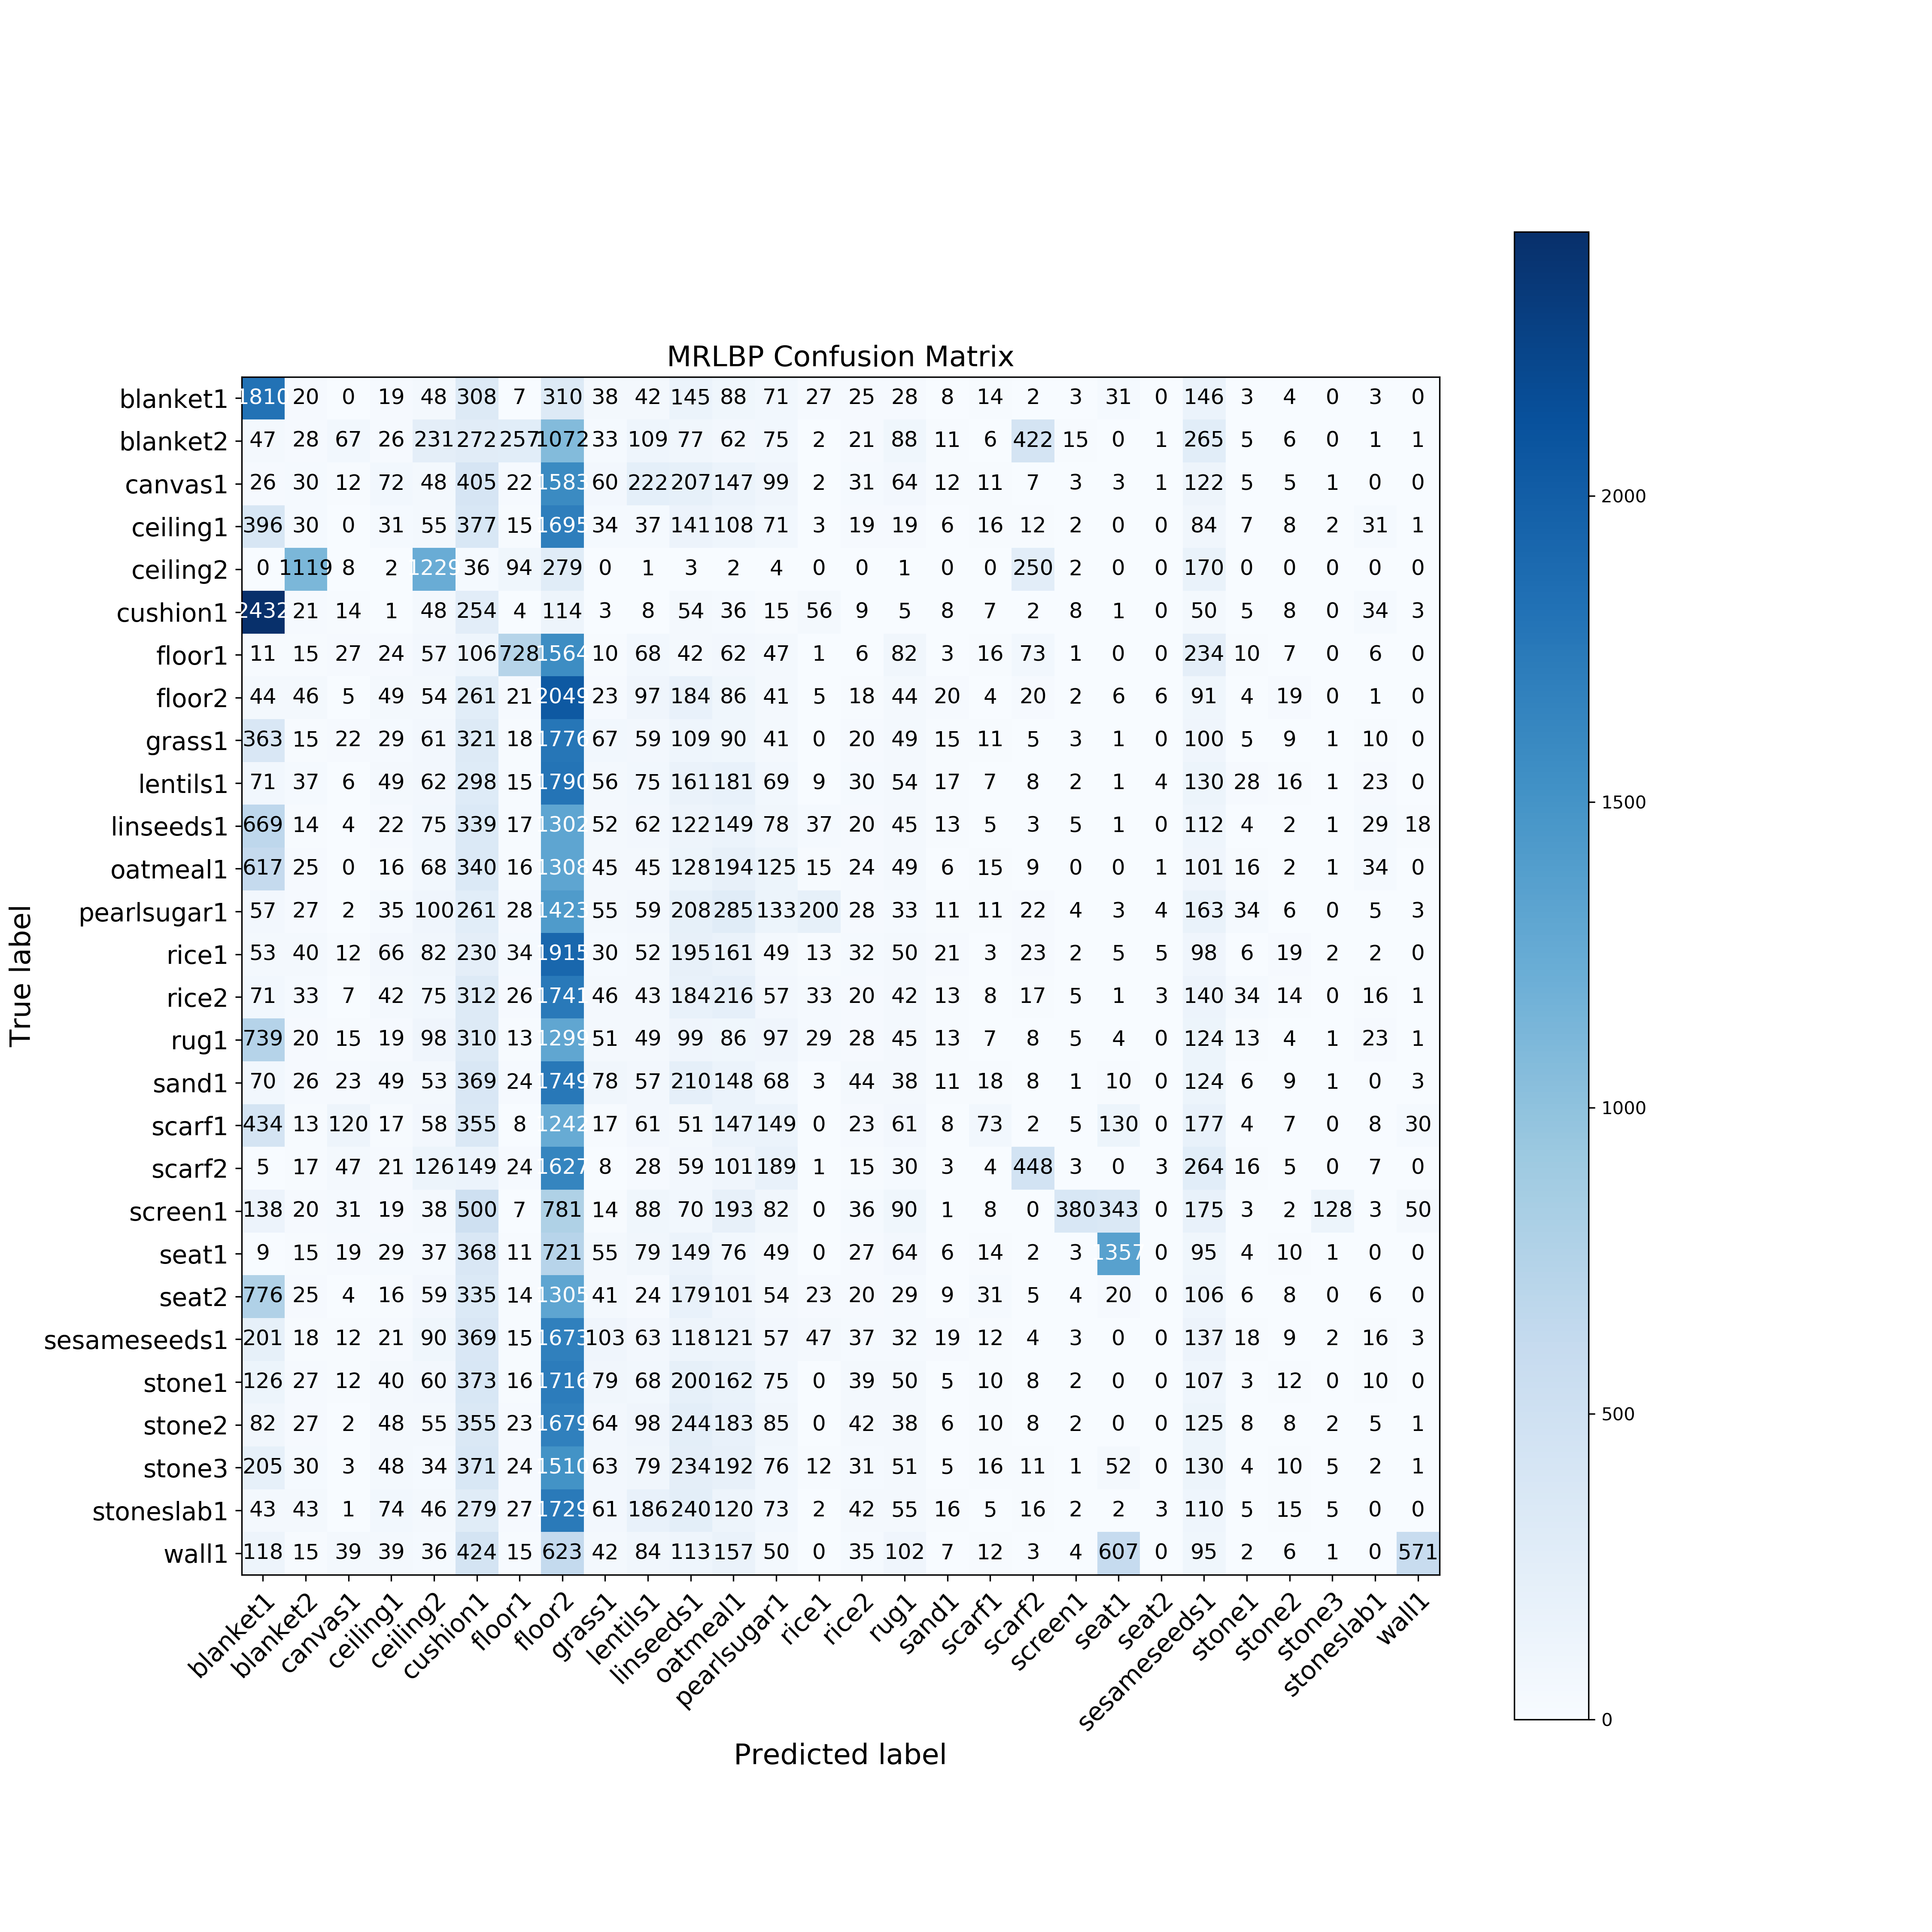 MRLBP Confusion Matrix
blanket1 1810 20 0 19 48 308 7 310 38 42 145 88 71 27 25 28 8 14 2 3 31 0 146 3 4 0 3 0
blanket2 47 28 67 26 231 272 257 1072 33 109 77 62 75 2 21 88 11 6 422 15 0 1 265 5 6 0 1 1
canvas1 26 30 12 72 48 405 22 1583 60 222 207 147 99 2 31 64 12 11 7 3 3 1 122 5 5 1 0 0
ceiling1 396 30 0 31 55 377 15 1695 34 37 141 108 71 3 19 19 6 16 12 2 0 0 84 7 8 2 31 1
ceiling2 0 1119 8 2 1229 36 94 279 0 1 3 2 4 0 0 1 0 0 250 2 0 0 170 0 0 0 0 0
cushion1 2432 21 14 1 48 254 4 114 3 8 54 36 15 56 9 5 8 7 2 8 1 0 50 5 8 0 34 3
floor1 11 15 27 24 57 106 728 1564 10 68 42 62 47 1 6 82 3 16 73 1 0 0 234 10 7 0 6 0
floor2 44 46 5 49 54 261 21 2049 23 97 184 86 41 5 18 44 20 4 20 2 6 6 91 4 19 0 1 0
grass1 363 15 22 29 61 321 18 1776 67 59 109 90 41 0 20 49 15 11 5 3 1 0 100 5 9 1 10 0
lentils1 71 37 6 49 62 298 15 1790 56 75 161 181 69 9 30 54 17 7 8 2 1 4 130 28 16 1 23 0
linseeds1 669 14 4 22 75 339 17 1302 52 62 122 149 78 37 20 45 13 5 3 5 1 0 112 4 2 1 29 18
oatmeal1 617 25 0 16 68 340 16 1308 45 45 128 194 125 15 24 49 6 15 9 0 0 1 101 16 2 1 34 0
pearlsugar1 57 27 2 35 100 261 28 1423 55 59 208 285 133 200 28 33 11 11 22 4 3 4 163 34 6 0 5 3
rice1 53 40 12 66 82 230 34 1915 30 52 195 161 49 13 32 50 21 3 23 2 5 5 98 6 19 2 2 0
rice2 71 33 7 42 75 312 26 1741 46 43 184 216 57 33 20 42 13 8 17 5 1 3 140 34 14 0 16 1
rug1 739 20 15 19 98 310 13 1299 51 49 99 86 97 29 28 45 13 7 8 5 4 0 124 13 4 1 23 1
sand1 70 26 23 49 53 369 24 1749 78 57 210 148 68 3 44 38 11 18 8 1 10 0 124 6 9 1 0 3
scarf1 434 13 120 17 58 355 8 1242 17 61 51 147 149 0 23 61 8 73 2 5 130 0 177 4 7 0 8 30
scarf2 5 17 47 21 126 149 24 1627 8 28 59 101 189 1 15 30 3 4 448 3 0 3 264 16 5 0 7 0
screen1 138 20 31 19 38 500 7 781 14 88 70 193 82 0 36 90 1 8 0 380 343 0 175 3 2 128 3 50
seat1 9 15 19 29 37 368 11 721 55 79 149 76 49 0 27 64 6 14 2 3 1357 0 95 4 10 1 0 0
seat2 776 25 4 16 59 335 14 1305 41 24 179 101 54 23 20 29 9 31 5 4 20 0 106 6 8 0 6 0
sesameseeds1 201 18 12 21 90 369 15 1673 103 63 118 121 57 47 37 32 19 12 4 3 0 0 137 18 9 2 16 3
stone1 126 27 12 40 60 373 16 1716 79 68 200 162 75 0 39 50 5 10 8 2 0 0 107 3 12 0 10 0
stone2 82 27 2 48 55 355 23 1679 64 98 244 183 85 0 42 38 6 10 8 2 0 0 125 8 8 2 5 1
stone3 205 30 3 48 34 371 24 1510 63 79 234 192 76 12 31 51 5 16 11 1 52 0 130 4 10 5 2 1
stoneslab1 43 43 1 74 46 279 27 1729 61 186 240 120 73 2 42 55 16 5 16 2 2 3 110 5 15 5 0 0
wall1 118 15 39 39 36 424 15 623 42 84 113 157 50 0 35 102 7 12 3 4 607 0 95 2 6 1 0 571
blanket1 blanket2 canvas1 ceiling1 ceiling2 cushion1 floor1 floor2 grass1 lentils1 linseeds1 oatmeal1 pearlsugar1 rice1 rice2 rug1 sand1 scarf1 scarf2 screen1 seat1 seat2 sesameseeds1 stone1 stone2 stone3 stoneslab1 wall1
Predicted label
True label
2000
1500
1000
500
0